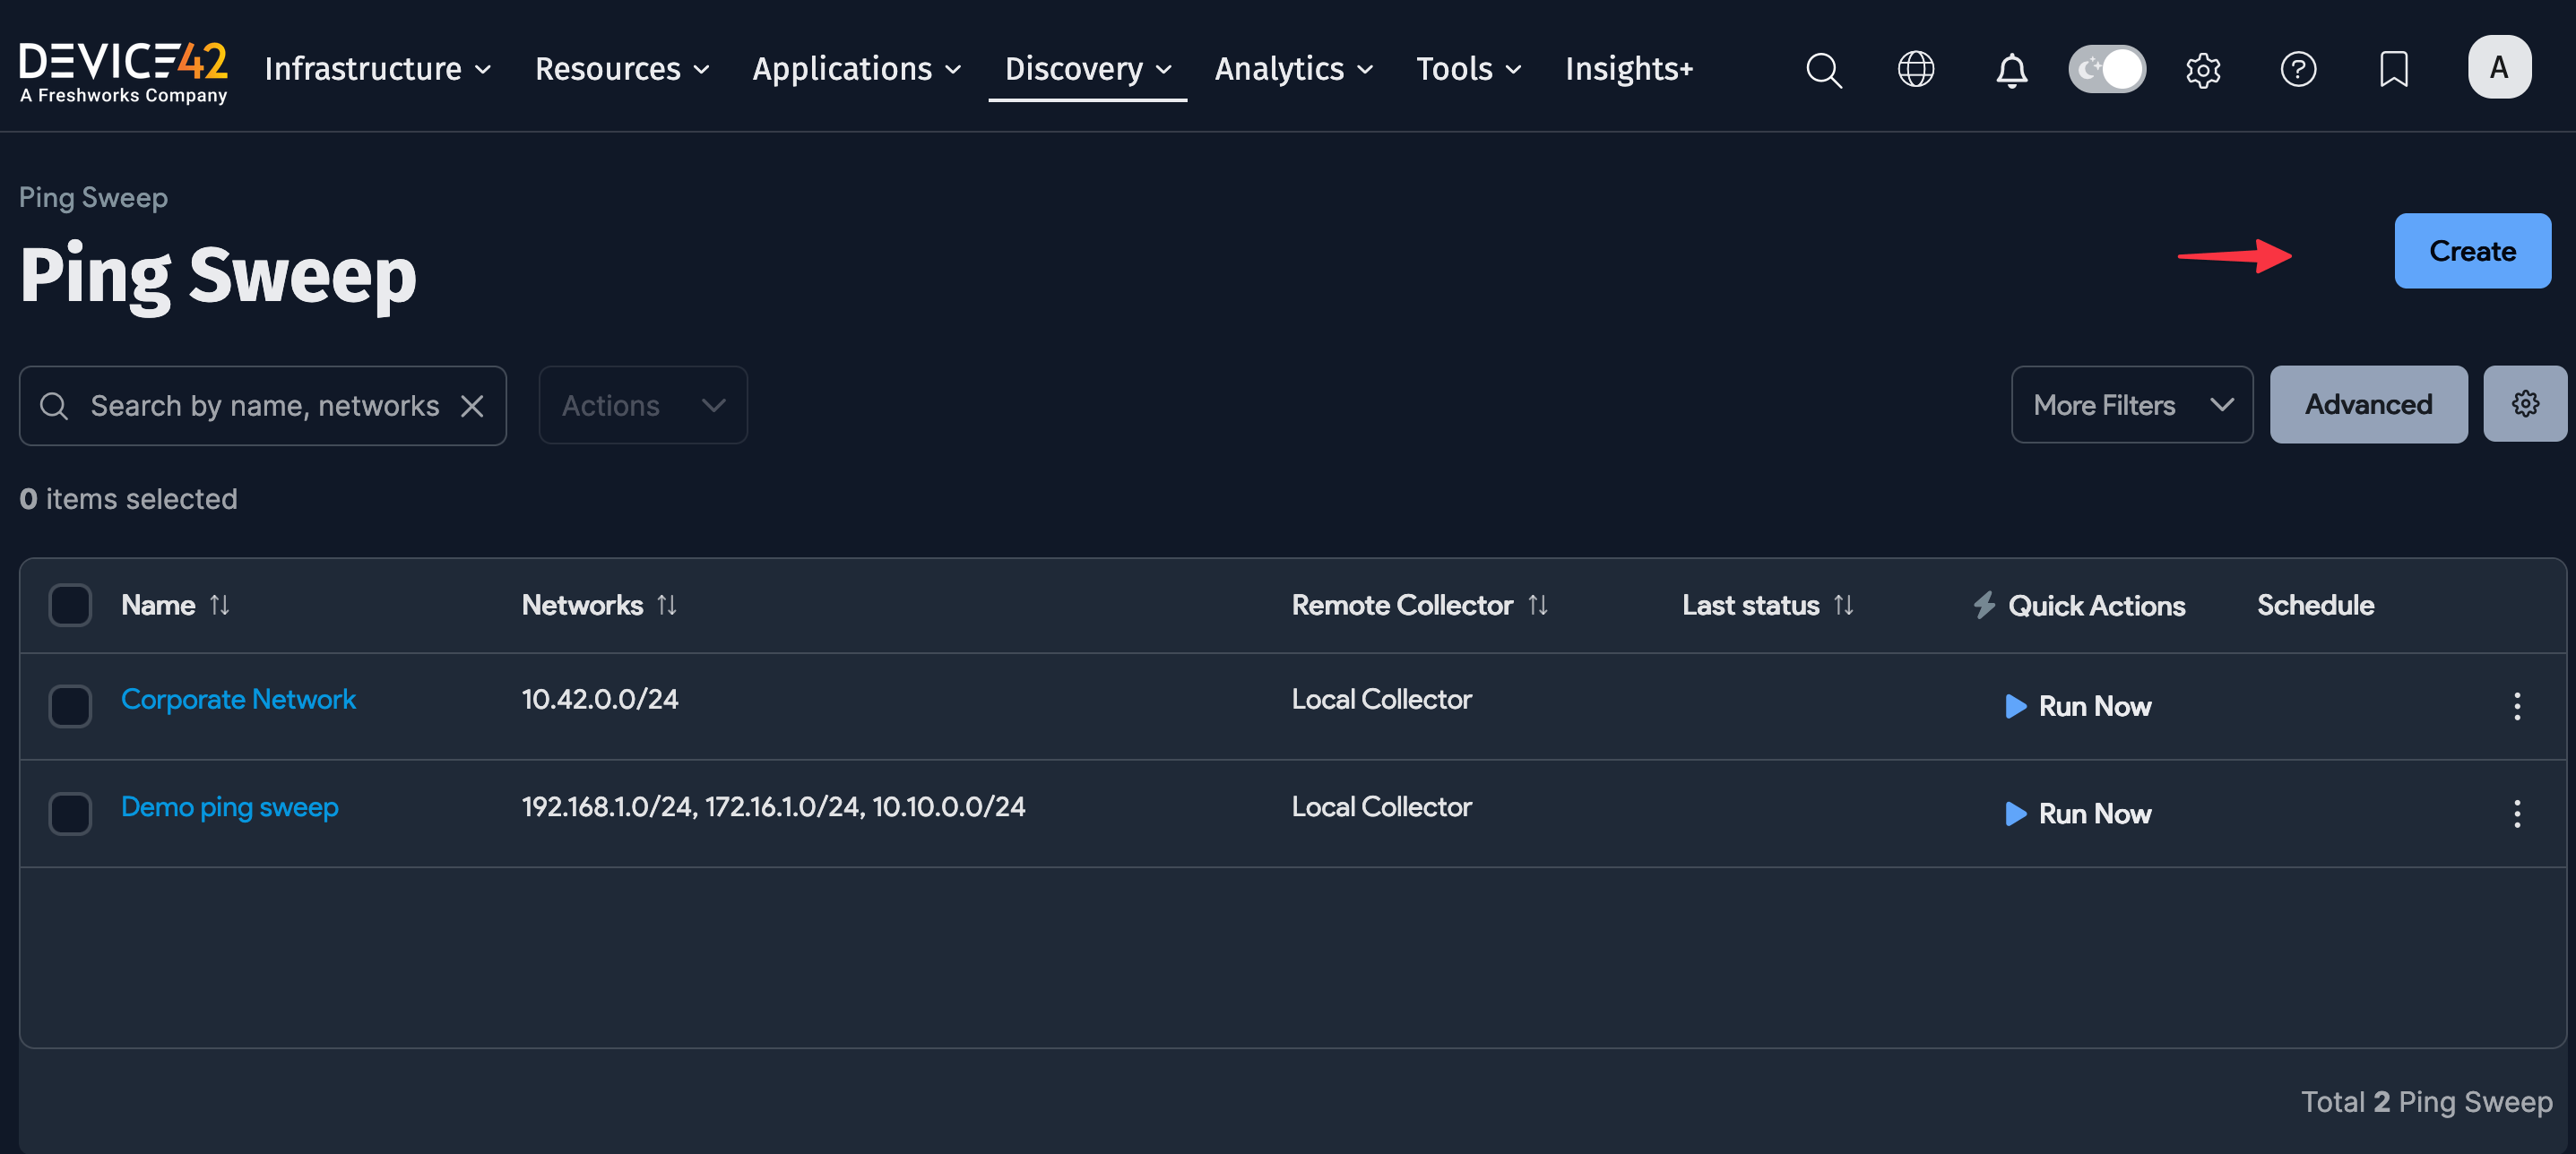 DEVICE42
A Freshworks Company
Infrastructure Resources Applications Discovery Analytics Tools Insights+
A
Ping Sweep
Ping Sweep
Create
Search by name, networks
Actions
More Filters
Advanced
0 items selected
Name Networks Remote Collector Last status Quick Actions Schedule
Corporate Network 10.42.0.0/24 Local Collector Run Now
Demo ping sweep 192.168.1.0/24, 172.16.1.0/24, 10.10.0.0/24 Local Collector Run Now
Total 2 Ping Sweep